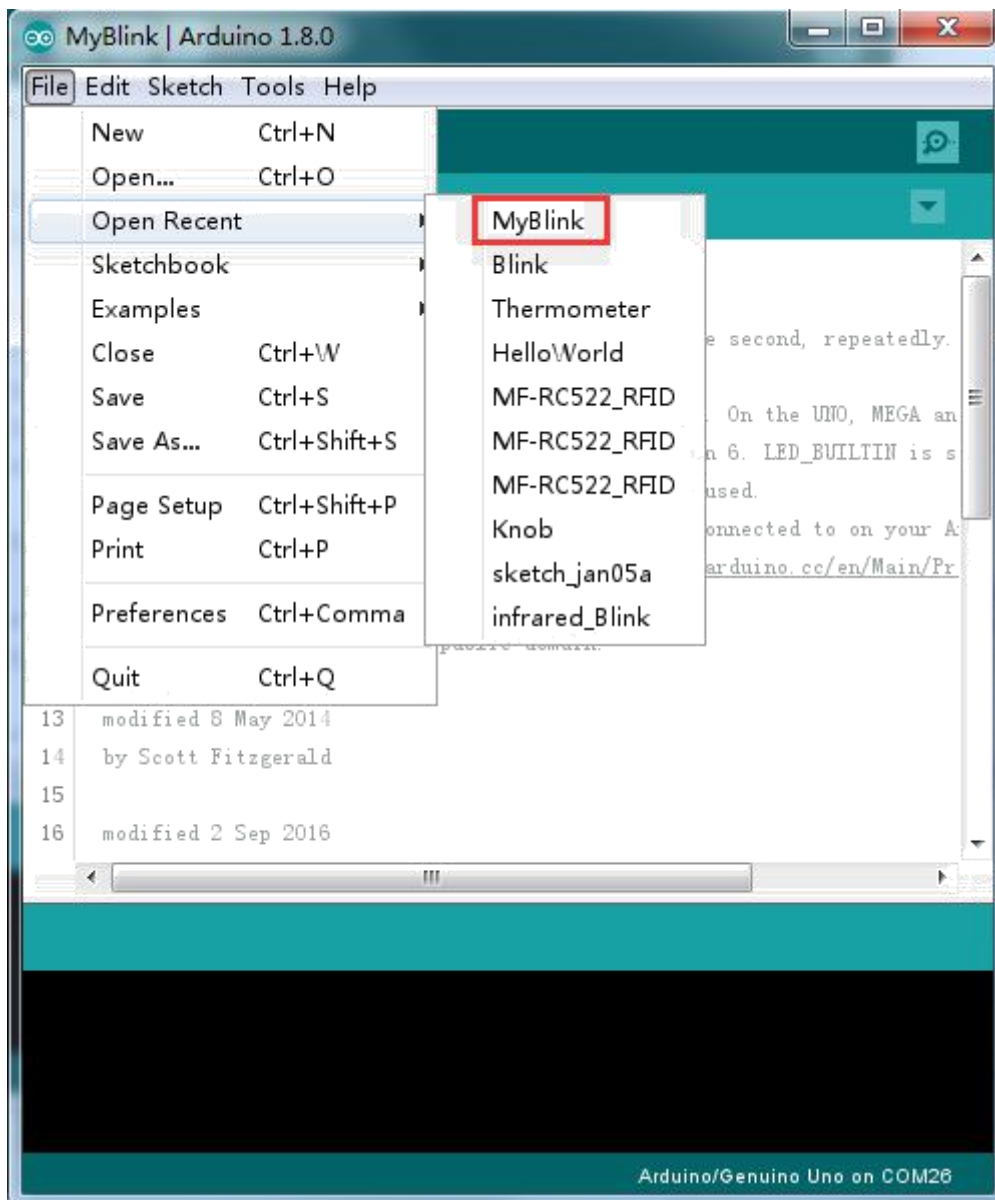 MyBlink | Arduino 1.8.0
File Edit Sketch Tools Help
New Ctrl+N
Open... Ctrl+O
Open Recent
Sketchbook
Examples
Close Ctrl+W
Save Ctrl+S
Save As... Ctrl+Shift+S
Page Setup Ctrl+Shift+P
Print Ctrl+P
Preferences Ctrl+Comma
Quit Ctrl+Q
MyBlink
Blink
Thermometer
HelloWorld
MF-RC522_RFID
MF-RC522_RFID
MF-RC522_RFID
Knob
sketch_jan05a
infrared_Blink
e second, repeatedly.
. On the UNO, MEGA an
n 6. LED_BUILTIN is s
used.
onnected to on your A
arduino.cc/en/Main/Pr
public domain.
13 modified 8 May 2014
14 by Scott Fitzgerald
15
16 modified 2 Sep 2016
Arduino/Genuino Uno on COM26